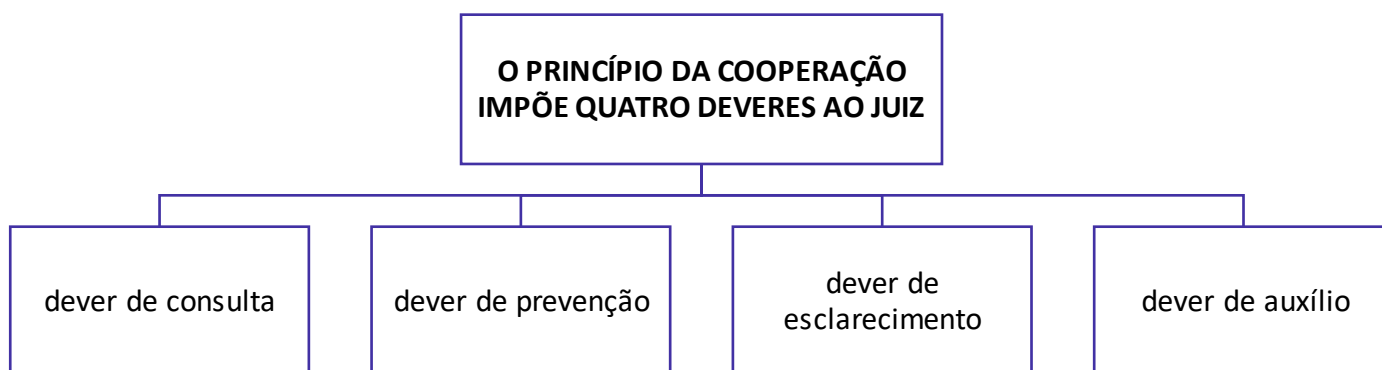 O PRINCÍPIO DA COOPERAÇÃO
IMPÕE QUATRO DEVERES AO JUIZ
dever de consulta
dever de prevenção
dever de
esclarecimento
dever de auxílio